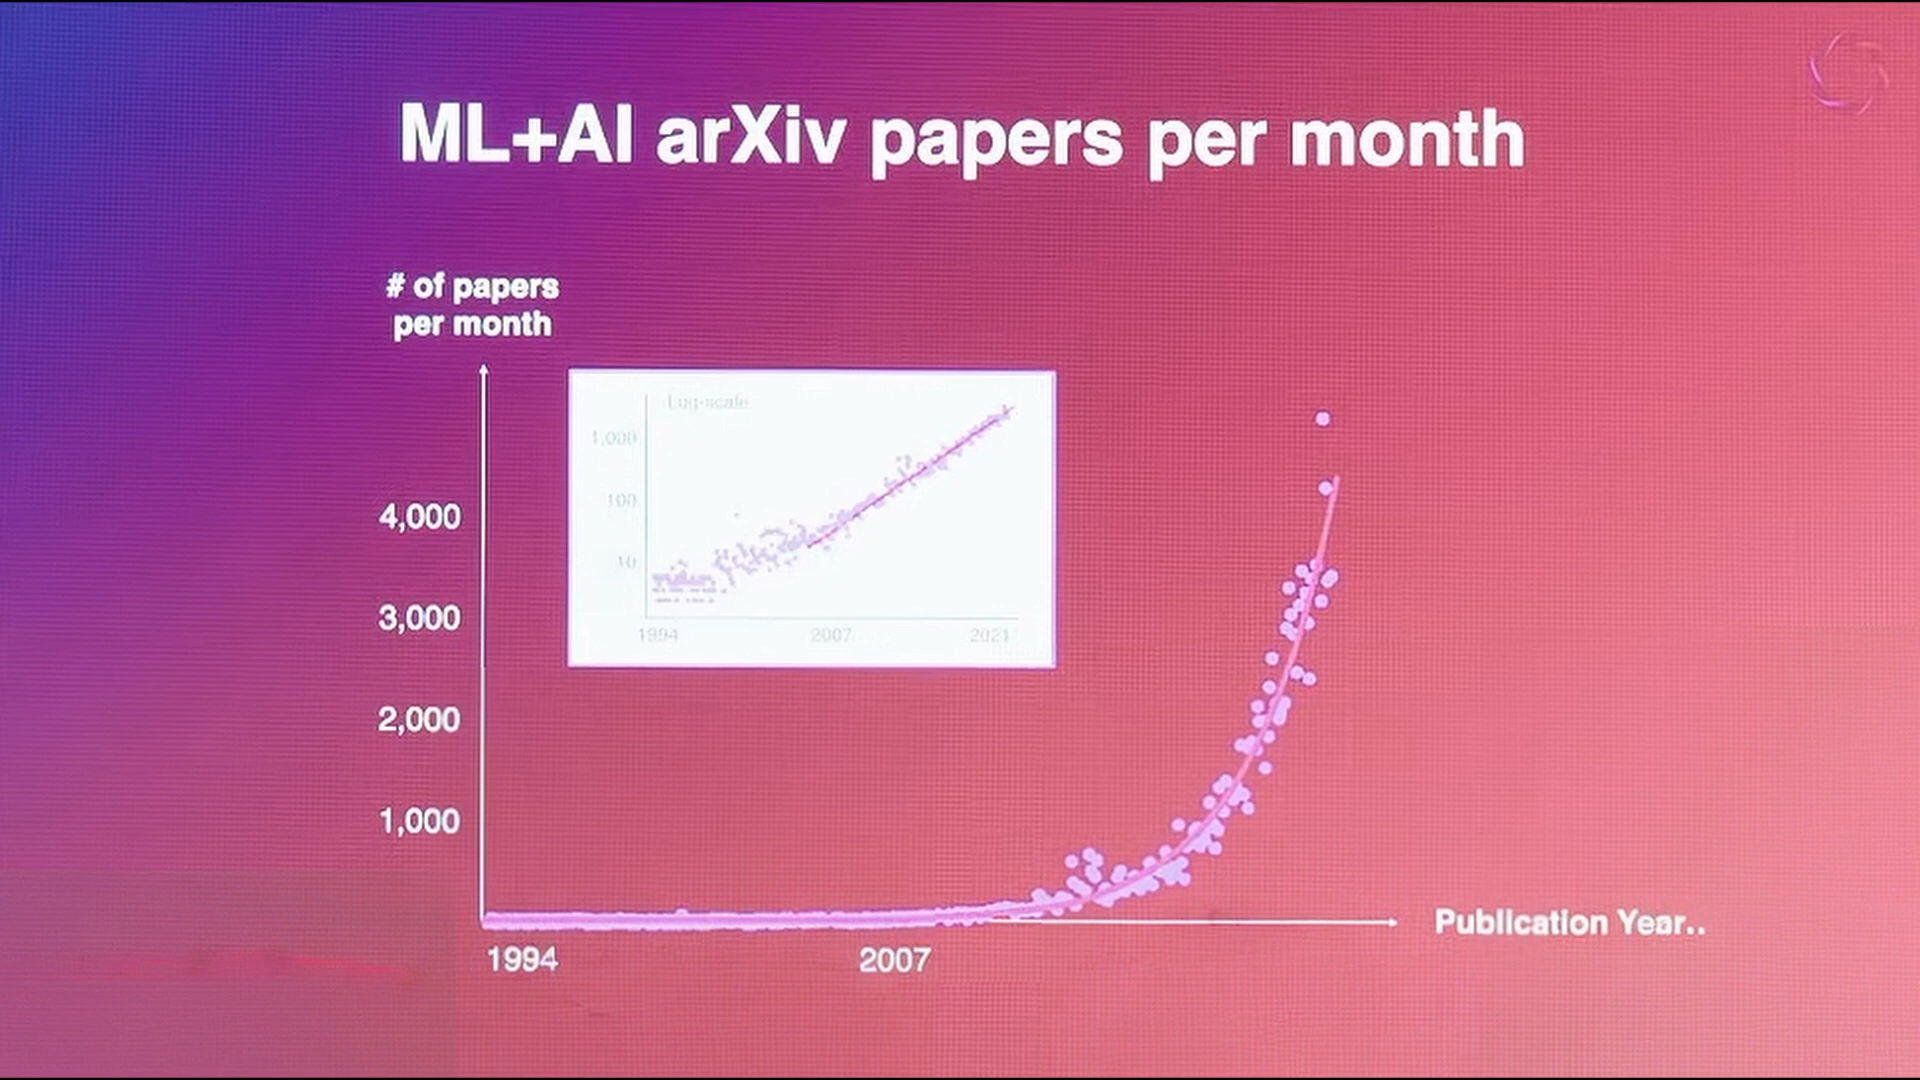 ML+AI arXiv papers per month
# of papers
per month
4,000
3,000
2,000
1,000
Log-scale
1,000
100
10
1994
2007
2021
1994
2007
Publication Year..